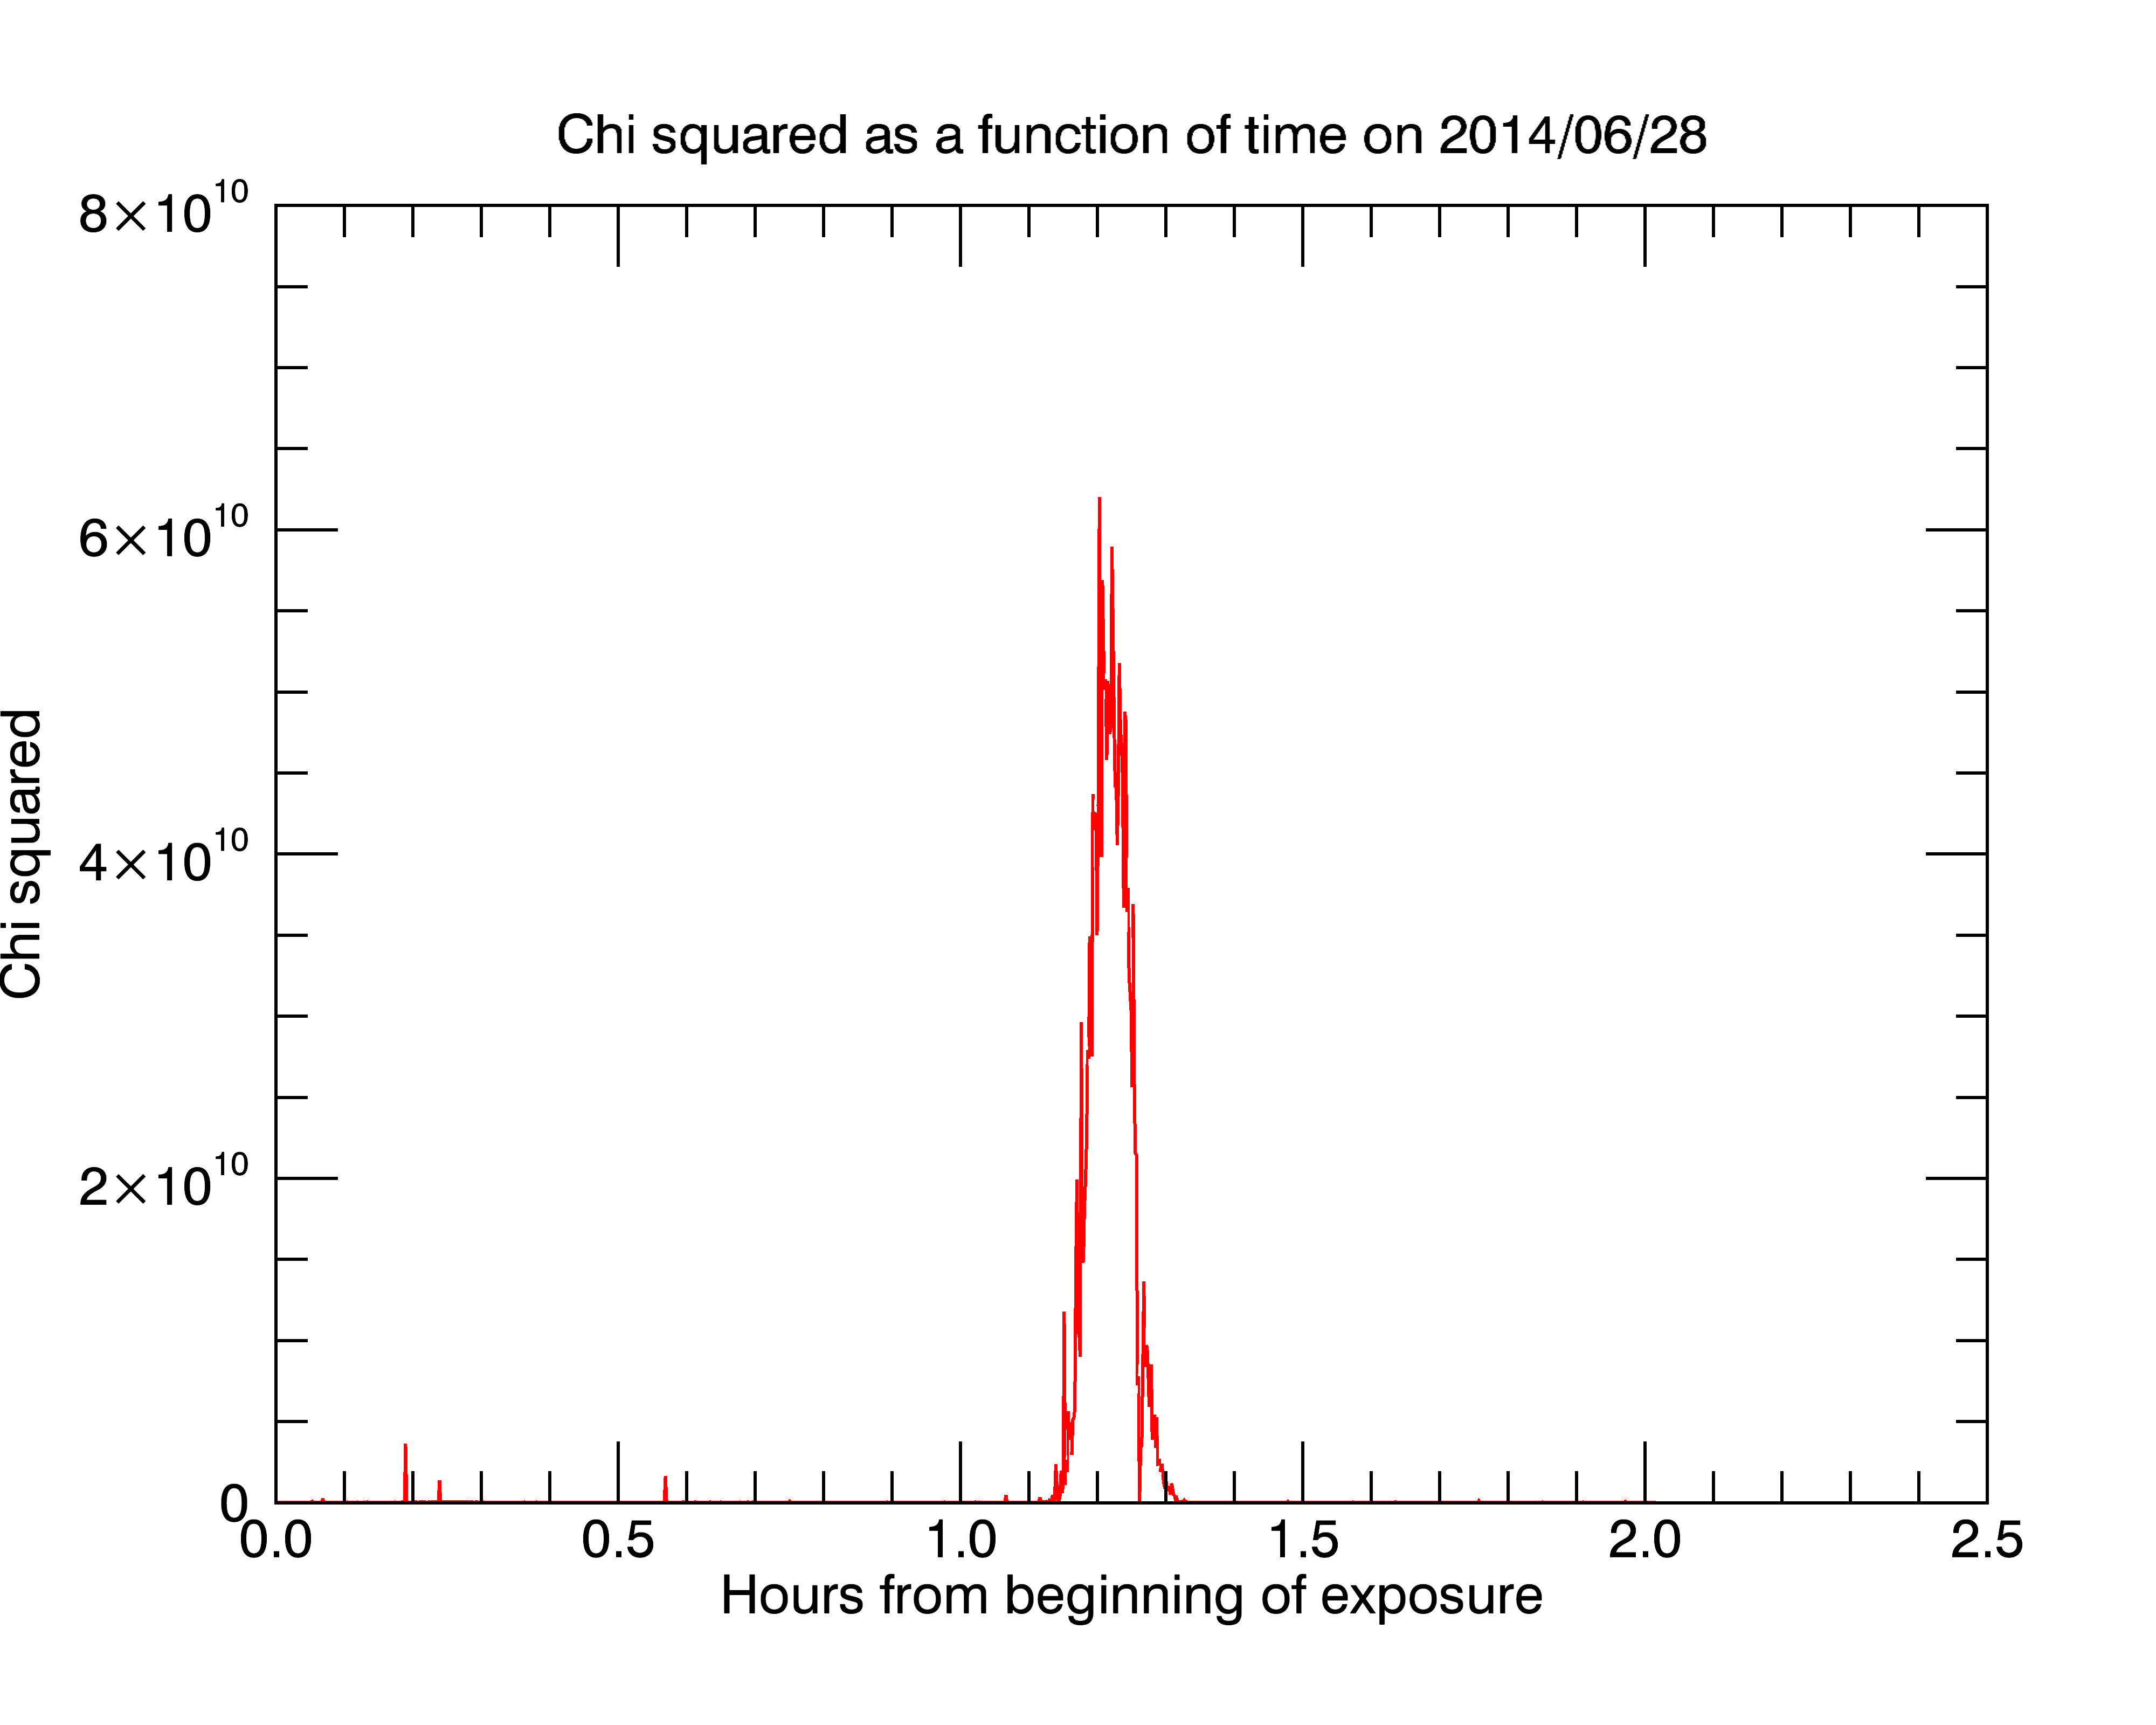 Chi squared as a function of time on 2014/06/28
8×10¹⁰
6×10¹⁰
4×10¹⁰
2×10¹⁰
0
Chi squared
0.0 0.5 1.0 1.5 2.0 2.5
Hours from beginning of exposure